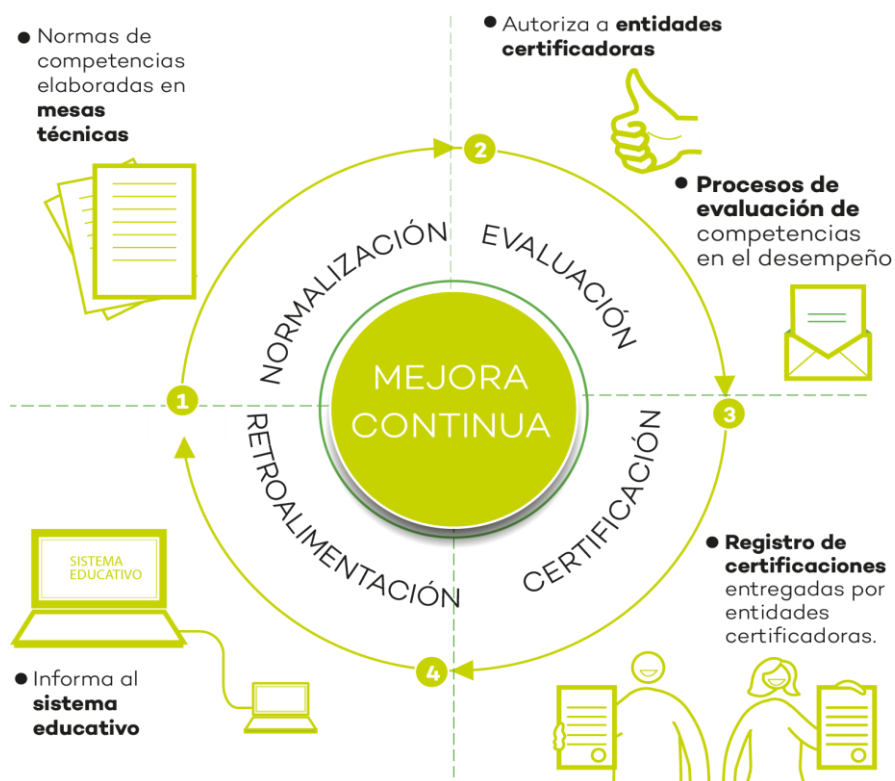 ● Normas de
competencias
elaboradas en
mesas
técnicas
● Autoriza a entidades
certificadoras
● Procesos de
evaluación de
competencias
en el desempeño
1
2
3
4
NORMALIZACIÓN
EVALUACIÓN
CERTIFICACIÓN
RETROALIMENTACIÓN
MEJORA
CONTINUA
● Registro de
certificaciones
entregadas por
entidades
certificadoras.
SISTEMA
EDUCATIVO
● Informa al
sistema
educativo